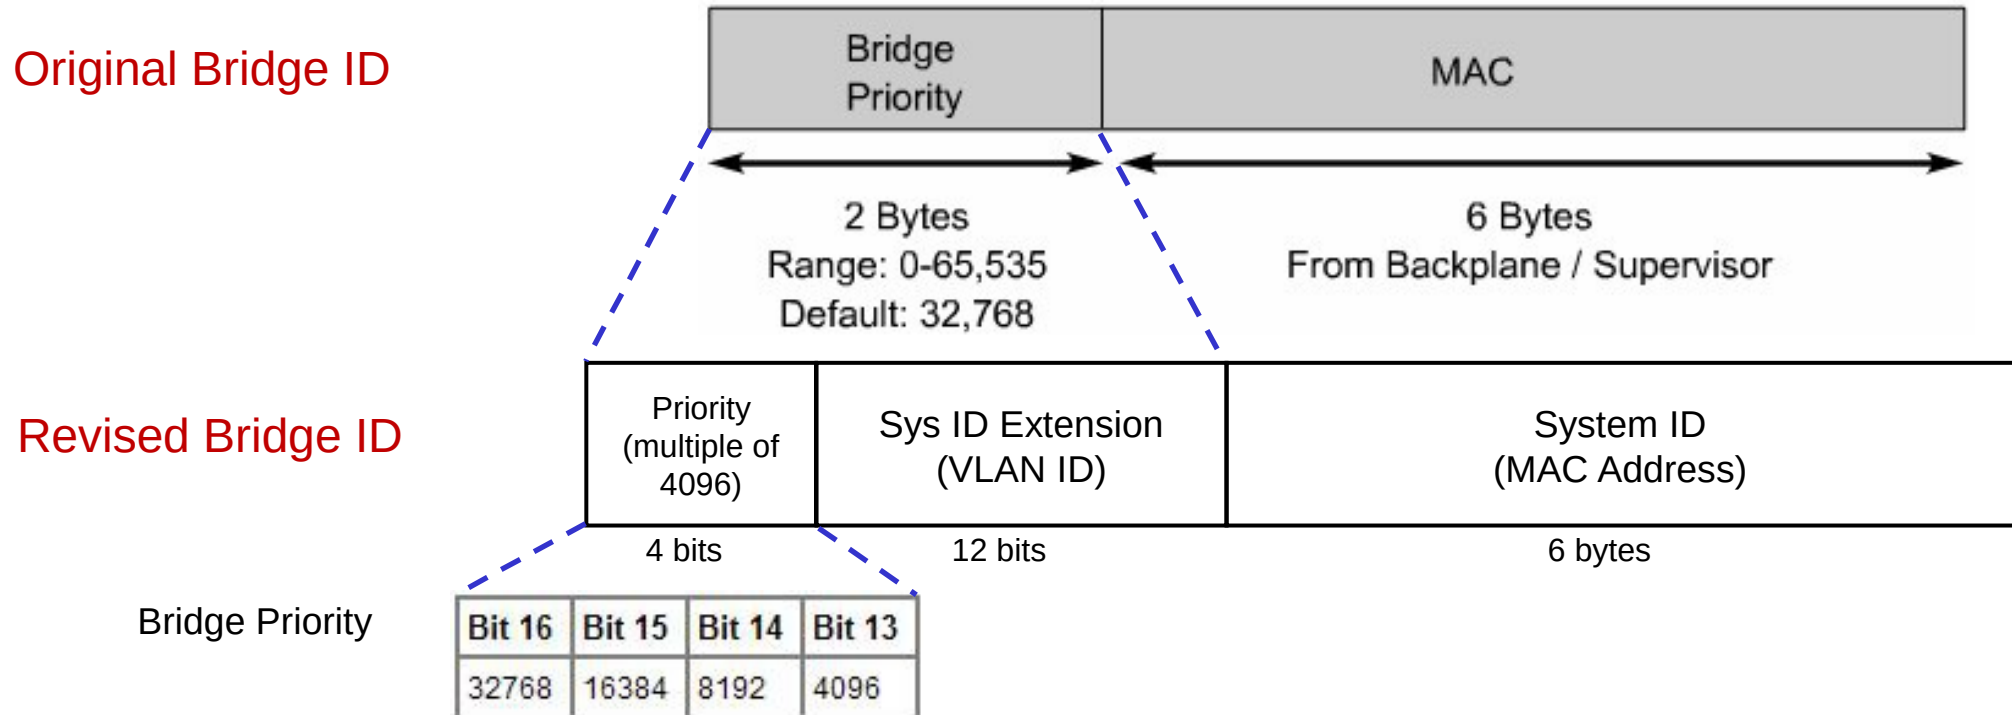 Original Bridge ID
Bridge
Priority
MAC
2 Bytes
Range: 0-65,535
Default: 32,768
6 Bytes
From Backplane / Supervisor
Revised Bridge ID
Priority
(multiple of
4096)
Sys ID Extension
(VLAN ID)
System ID
(MAC Address)
4 bits
12 bits
6 bytes
Bridge Priority
Bit 16 Bit 15 Bit 14 Bit 13
32768 16384 8192 4096